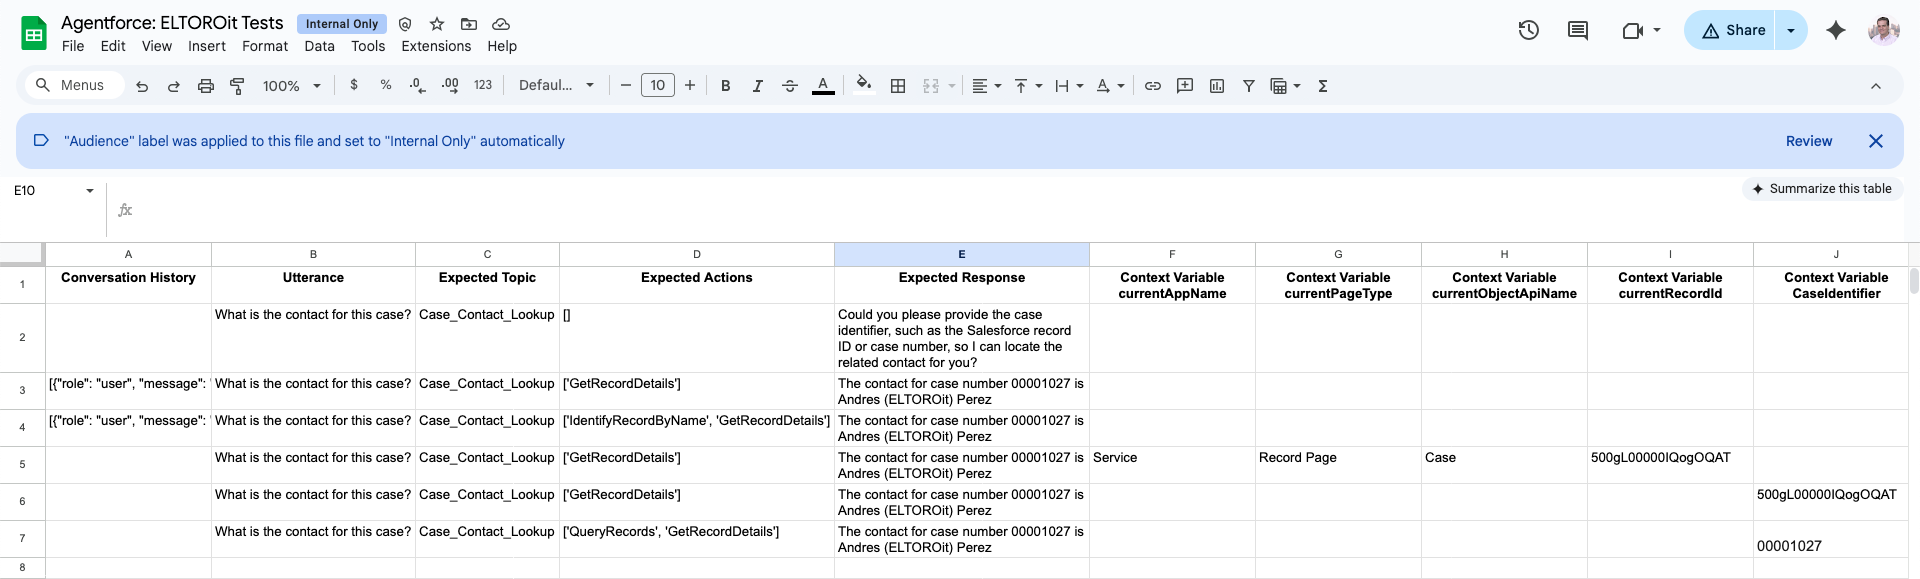 Agentforce: ELTOROit Tests Internal Only
File Edit View Insert Format Data Tools Extensions Help
Share
Menus 100% $ % .0 .00 123 Defaul... 10 B I A
"Audience" label was applied to this file and set to "Internal Only" automatically Review
E10
Summarize this table
fx
A B C D E F G H I J
1 Conversation History Utterance Expected Topic Expected Actions Expected Response Context Variable Context Variable Context Variable Context Variable Context Variable
currentAppName currentPageType currentObjectApiName currentRecordId CaseIdentifier
2 What is the contact for this case? Case_Contact_Lookup [] Could you please provide the case
identifier, such as the Salesforce record
ID or case number, so I can locate the
related contact for you?
3 [{"role": "user", "message": What is the contact for this case? Case_Contact_Lookup ['GetRecordDetails'] The contact for case number 00001027 is
Andres (ELTOROit) Perez
4 [{"role": "user", "message": What is the contact for this case? Case_Contact_Lookup ['IdentifyRecordByName', 'GetRecordDetails'] The contact for case number 00001027 is
Andres (ELTOROit) Perez
5 What is the contact for this case? Case_Contact_Lookup ['GetRecordDetails'] The contact for case number 00001027 is Service Record Page Case 500gL00000IQogOQAT
Andres (ELTOROit) Perez
6 What is the contact for this case? Case_Contact_Lookup ['GetRecordDetails'] The contact for case number 00001027 is 500gL00000IQogOQAT
Andres (ELTOROit) Perez
7 What is the contact for this case? Case_Contact_Lookup ['QueryRecords', 'GetRecordDetails'] The contact for case number 00001027 is
Andres (ELTOROit) Perez 00001027
8